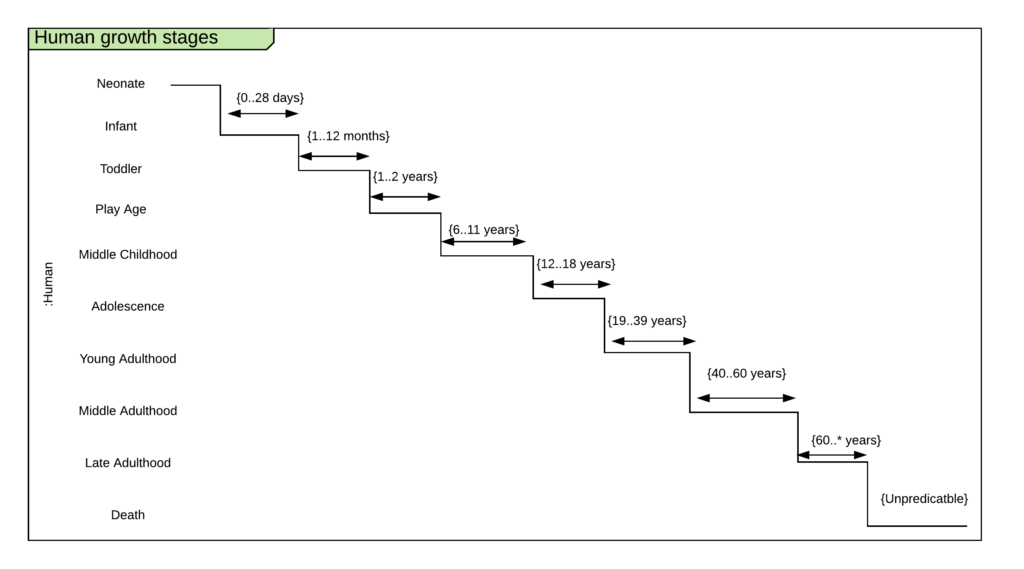 Human growth stages
Neonate
{0..28 days}
Infant
{1..12 months}
Toddler
{1..2 years}
Play Age
{6..11 years}
Middle Childhood
{12..18 years}
:Human
Adolescence
{19..39 years}
Young Adulthood
{40..60 years}
Middle Adulthood
{60..* years}
Late Adulthood
{Unpredicatble}
Death